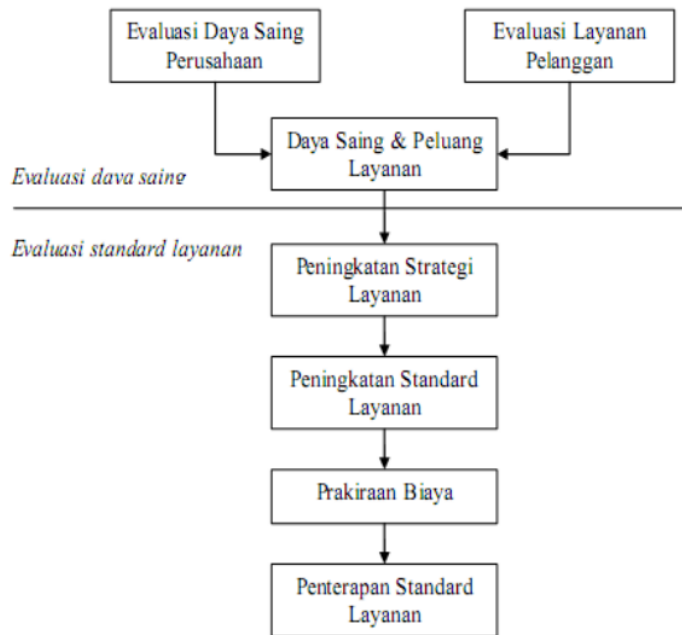 Evaluasi Daya Saing
Perusahaan
Evaluasi Layanan
Pelanggan
Daya Saing & Peluang
Layanan
Evaluasi daya saing
Evaluasi standard layanan
Peningkatan Strategi
Layanan
Peningkatan Standard
Layanan
Prakiraan Biaya
Penterapan Standard
Layanan